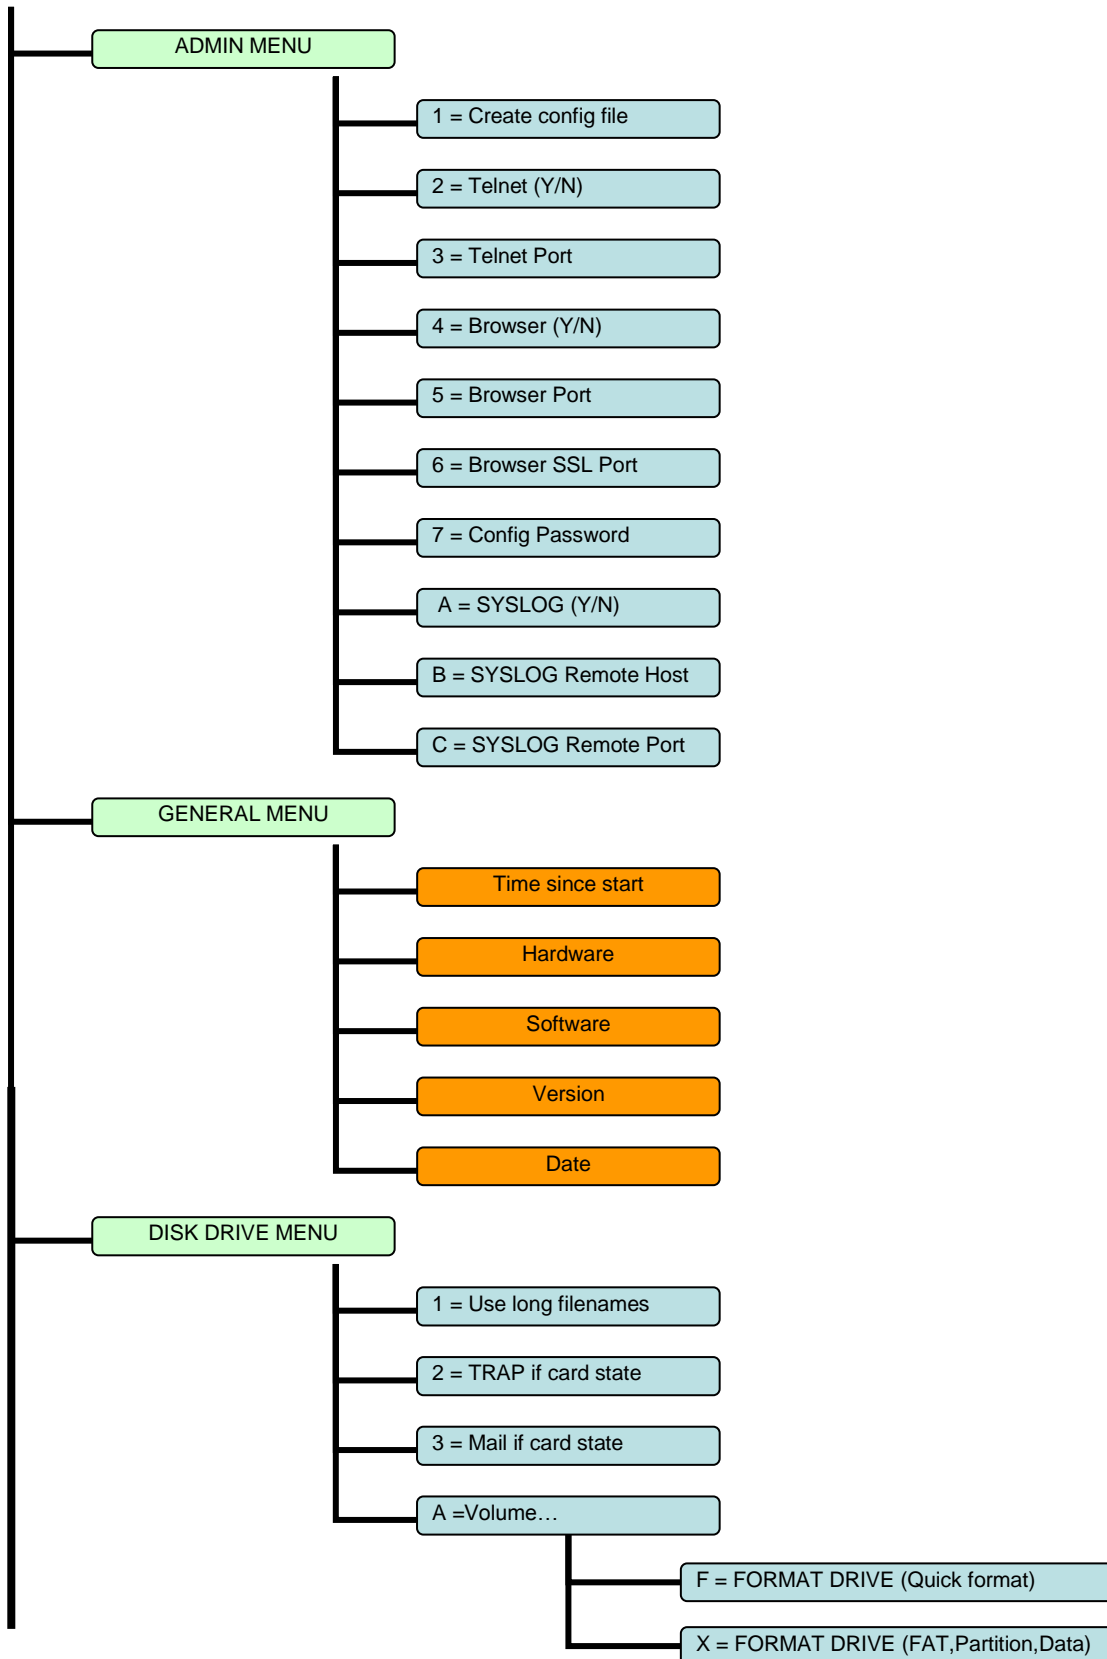 ADMIN MENU
1 = Create config file
2 = Telnet (Y/N)
3 = Telnet Port
4 = Browser (Y/N)
5 = Browser Port
6 = Browser SSL Port
7 = Config Password
A = SYSLOG (Y/N)
B = SYSLOG Remote Host
C = SYSLOG Remote Port
GENERAL MENU
Time since start
Hardware
Software
Version
Date
DISK DRIVE MENU
1 = Use long filenames
2 = TRAP if card state
3 = Mail if card state
A =Volume…
F = FORMAT DRIVE (Quick format)
X = FORMAT DRIVE (FAT,Partition,Data)